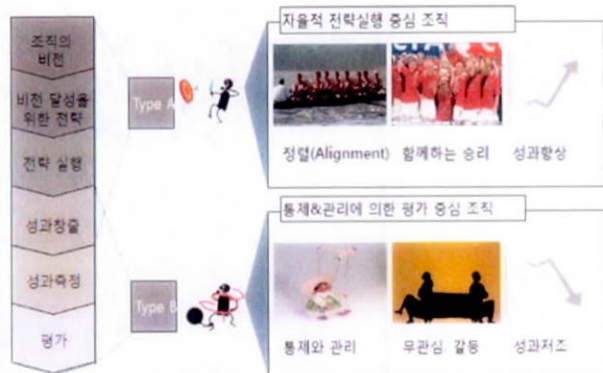 조직의
비전
비전 달성을
위한 전략
전략 실행
성과창출
성과측정
평가
Type A
Type B
자율적 전략실행 중심 조직
정렬(Alignment) 함께하는 승리 성과향상
통제&관리에 의한 평가 중심 조직
통제와 관리 무관심. 갈등 성과저조